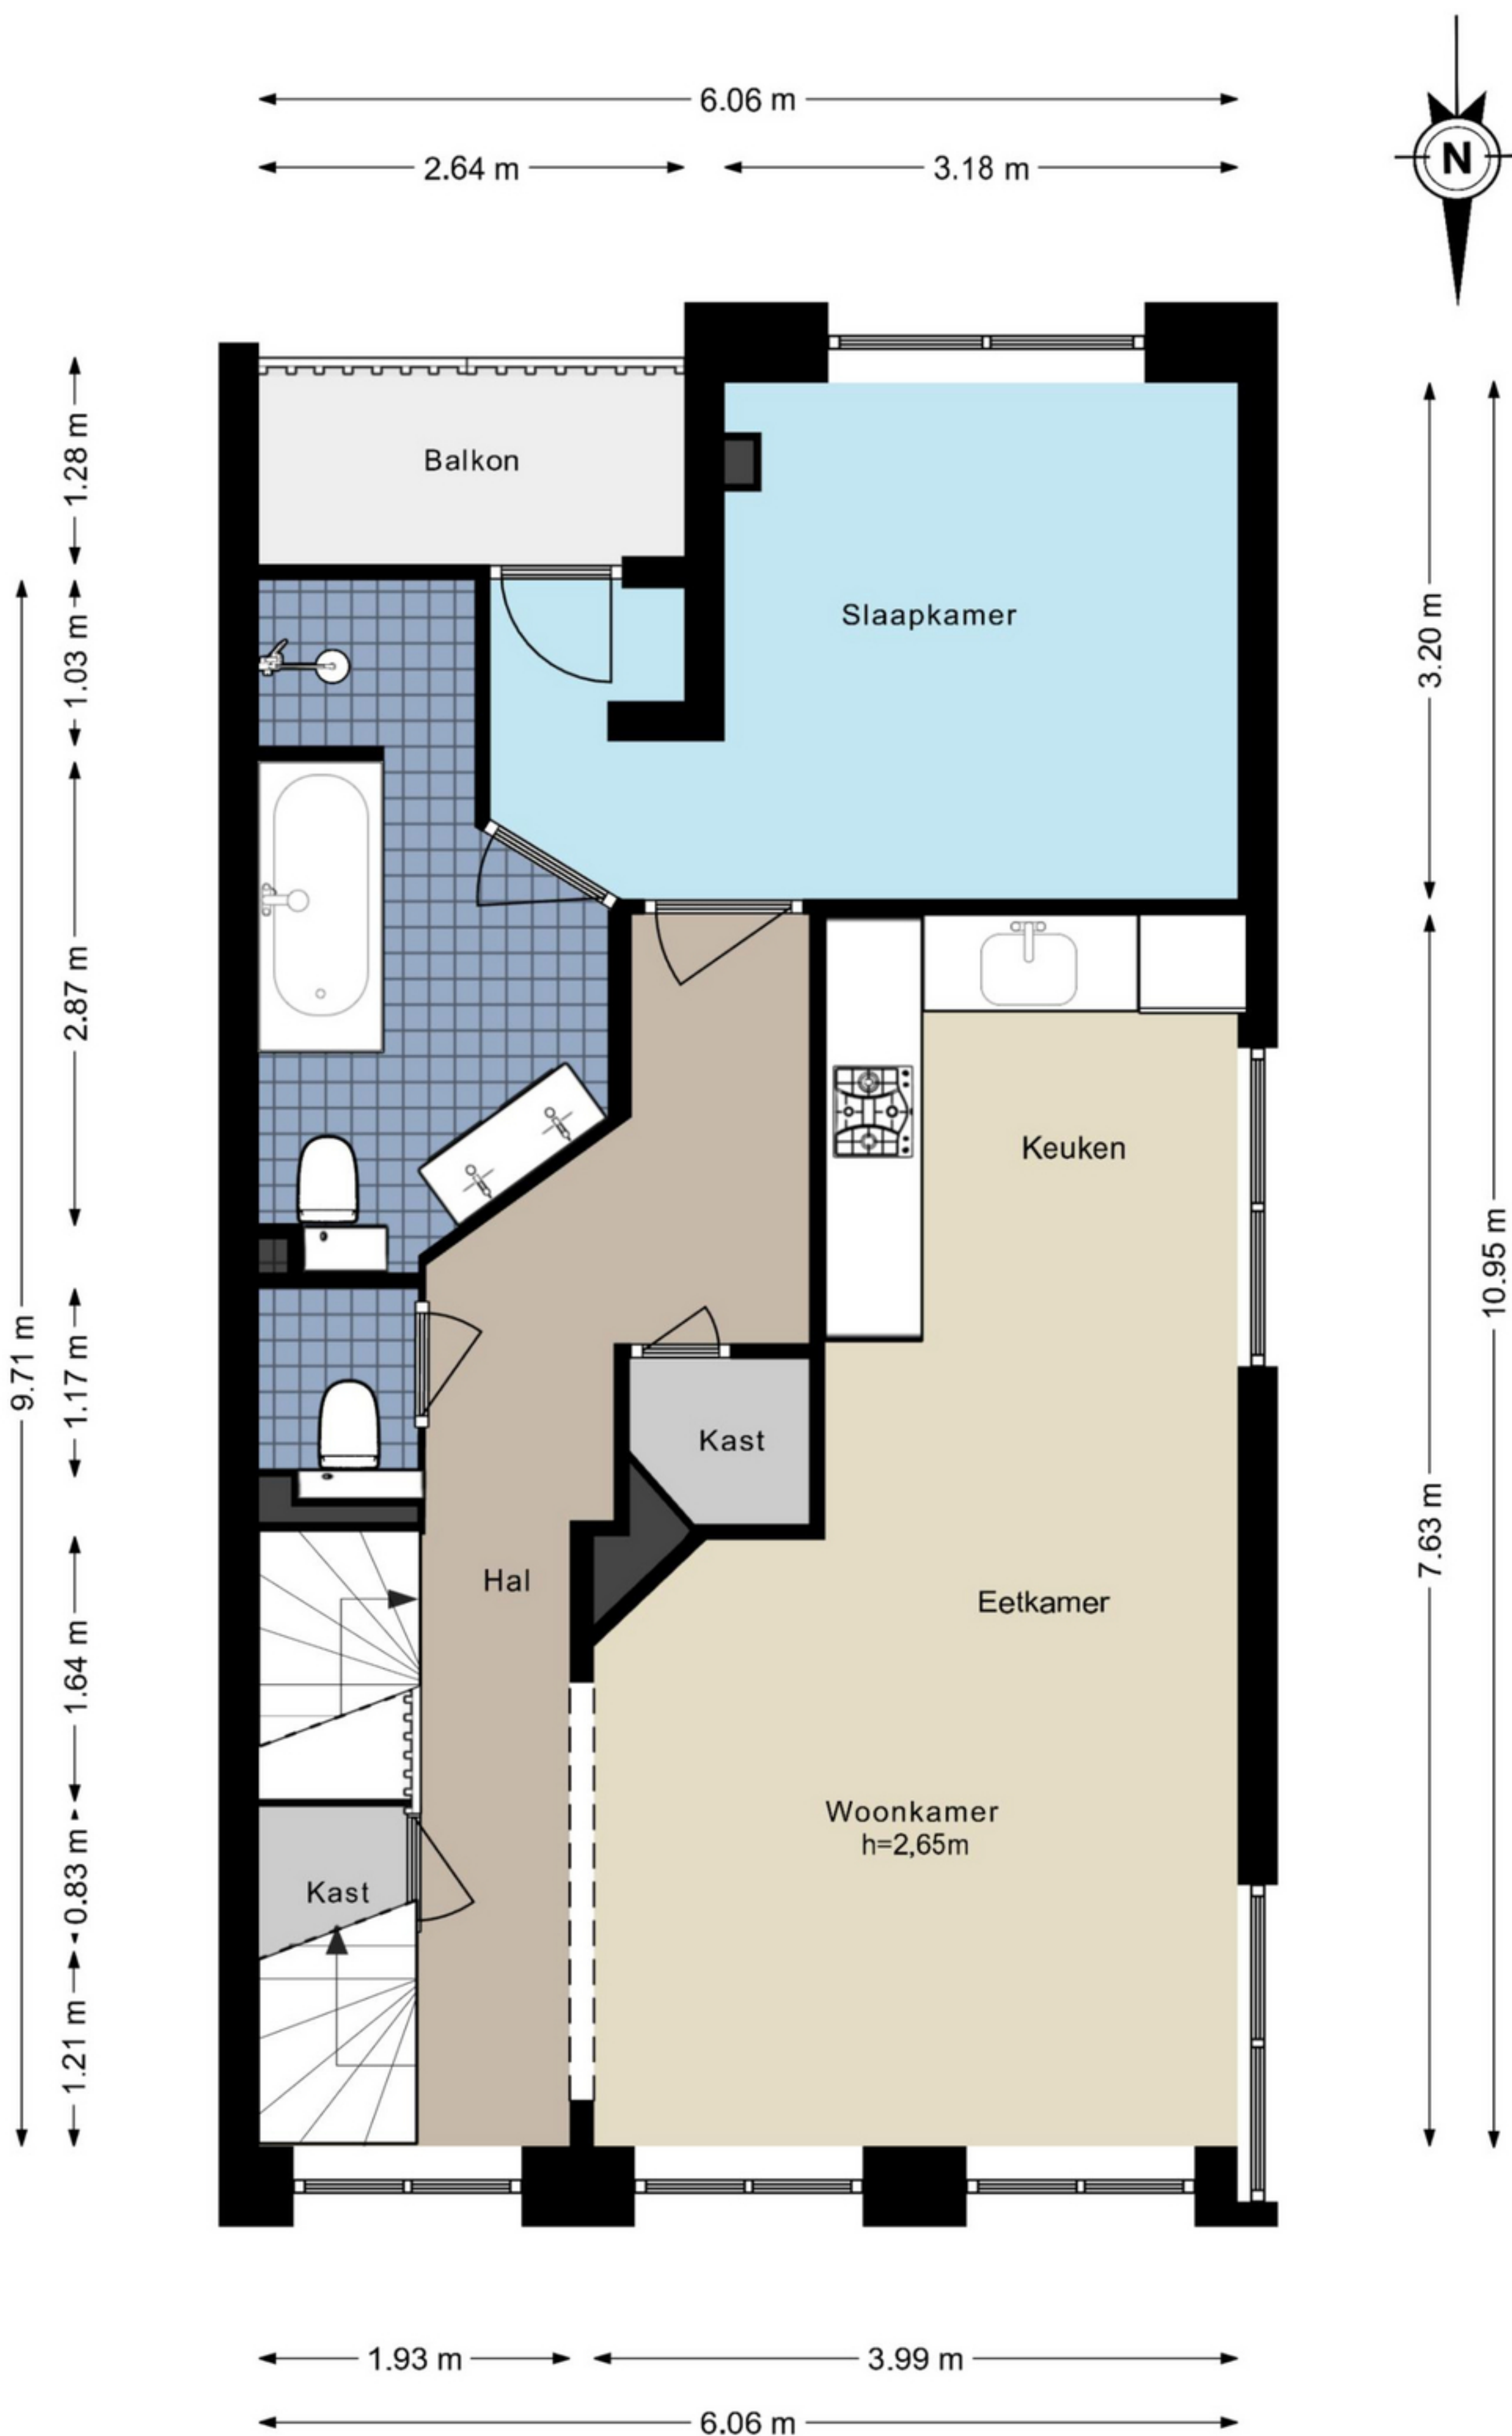 6.06 m
2.64 m
3.18 m
N
1.28 m
Balkon
1.03 m
Slaapkamer
3.20 m
2.87 m
Keuken
10.95 m
9.71 m
1.17 m
Kast
7.63 m
Hal
Eetkamer
1.64 m
Woonkamer
h=2,65m
0.83 m
Kast
1.21 m
1.93 m
3.99 m
6.06 m